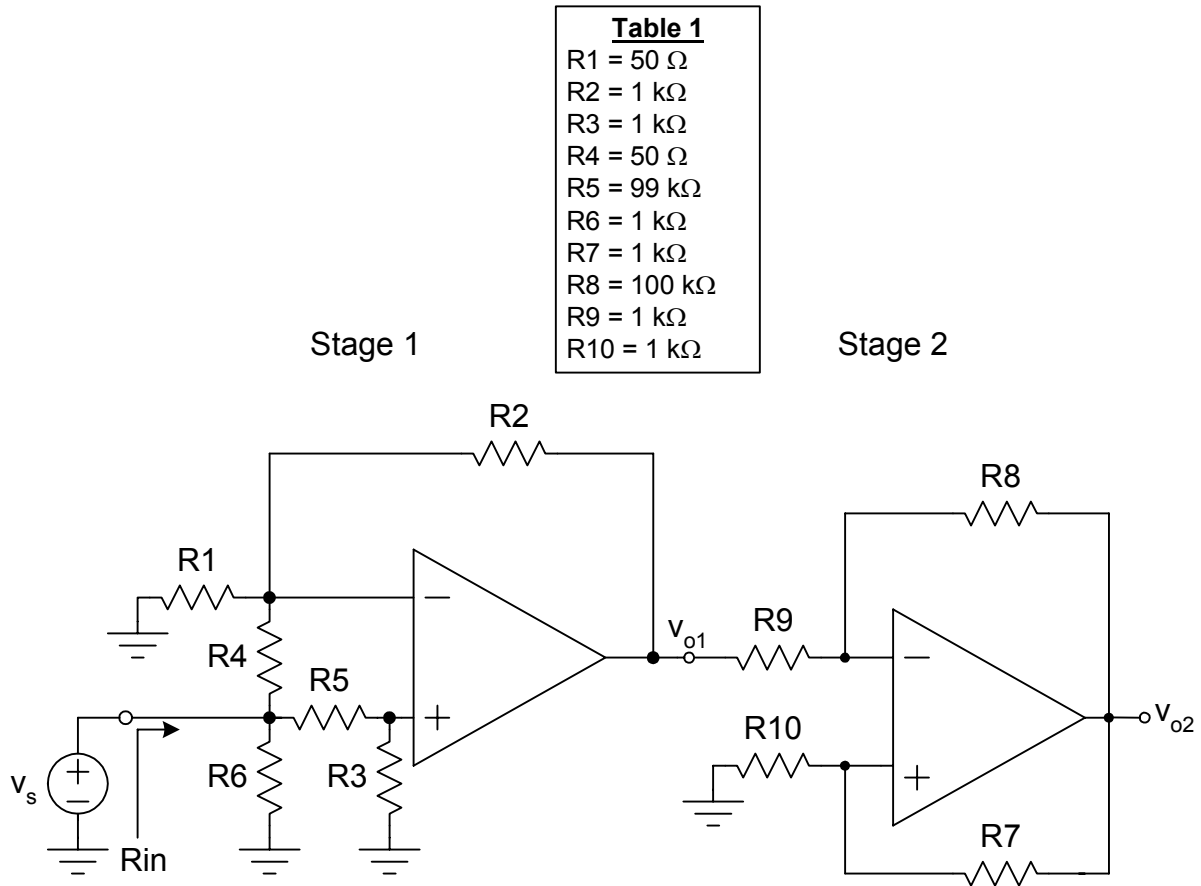 Table 1
R1 = 50 Ω
R2 = 1 kΩ
R3 = 1 kΩ
R4 = 50 Ω
R5 = 99 kΩ
R6 = 1 kΩ
R7 = 1 kΩ
R8 = 100 kΩ
R9 = 1 kΩ
R10 = 1 kΩ
Stage 1
Stage 2
R2
R8
R1
−
vo1
R9
R4
R5
−
+
R10
vo2
vs
+
−
R6
R3
+
Rin
R7